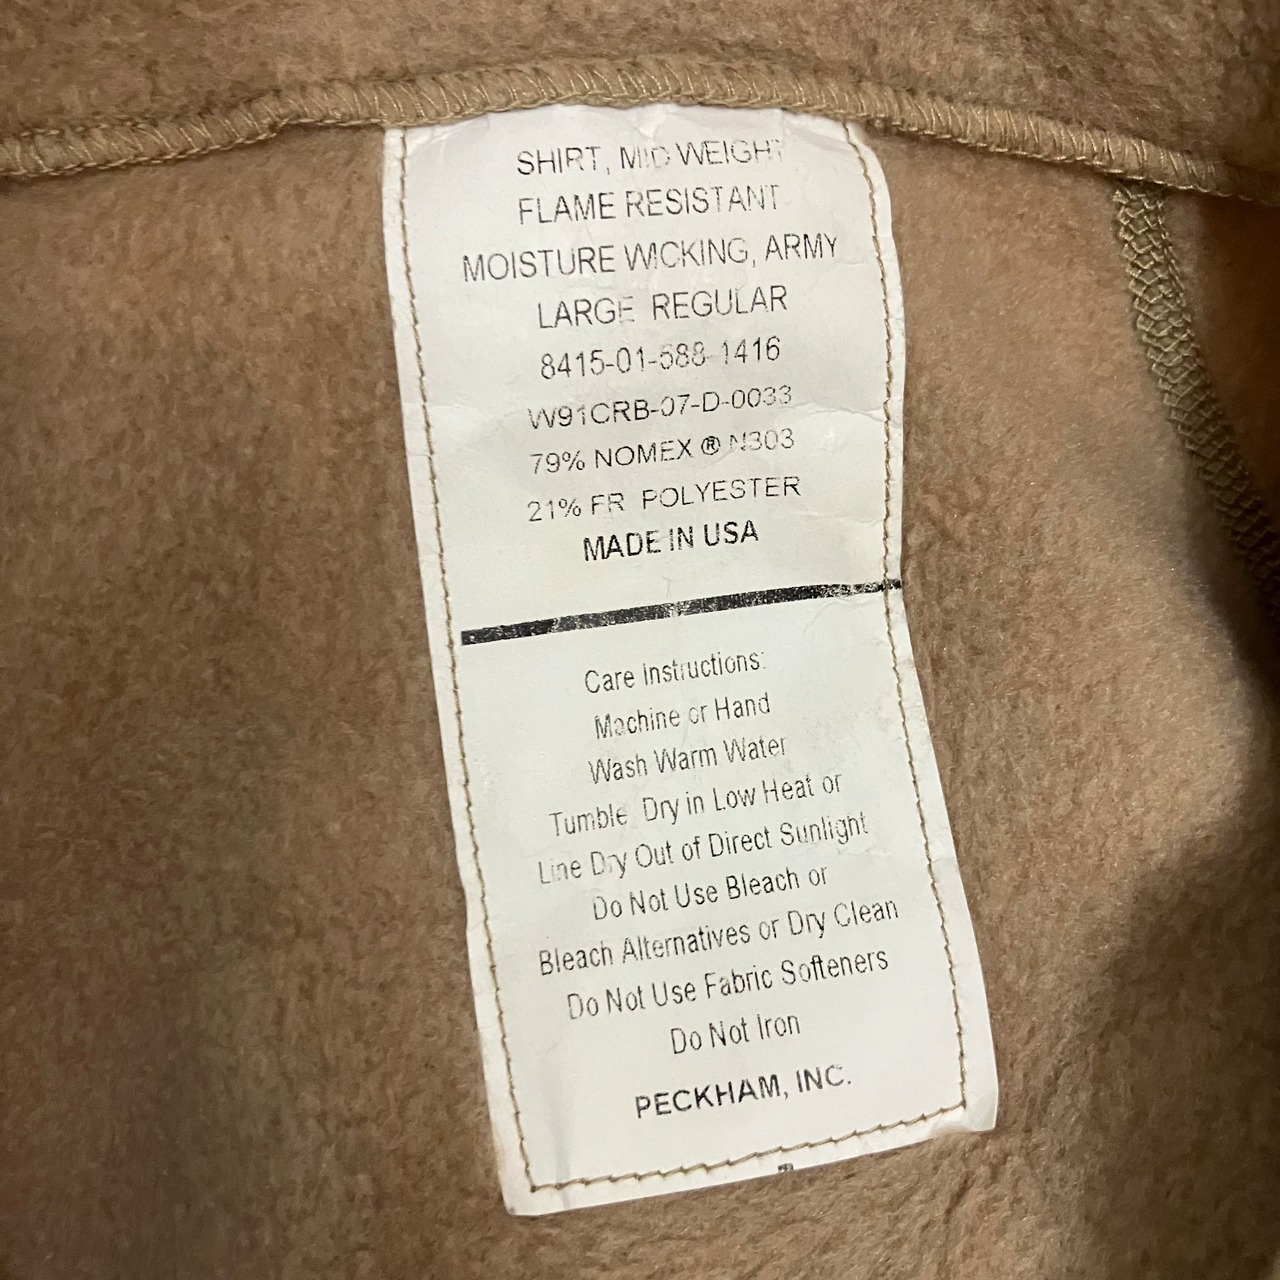 SHIRT, MID WEIGHT
FLAME RESISTANT
MOISTURE WICKING, ARMY
LARGE REGULAR
8415-01-588-1416
W91CRB-07-D-0033
79% NOMEX ® N303
21% FR POLYESTER
MADE IN USA
Care Instructions:
Machine or Hand
Wash Warm Water
Tumble Dry in Low Heat or
Line Dry Out of Direct Sunlight
Do Not Use Bleach or
Bleach Alternatives or Dry Clean
Do Not Use Fabric Softeners
Do Not Iron
PECKHAM, INC.